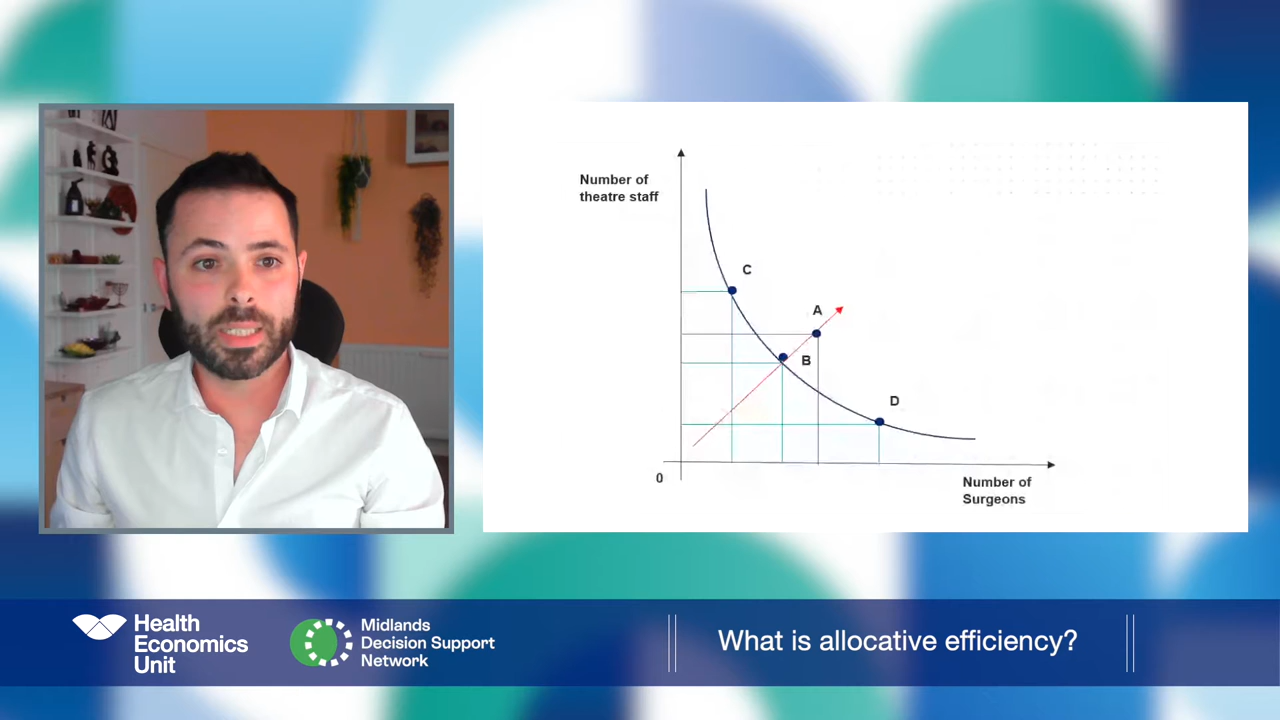 Number of
theatre staff
C
A
B
D
0
Number of
Surgeons
Health
Economics
Unit
Midlands
Decision Support
Network
What is allocative efficiency?